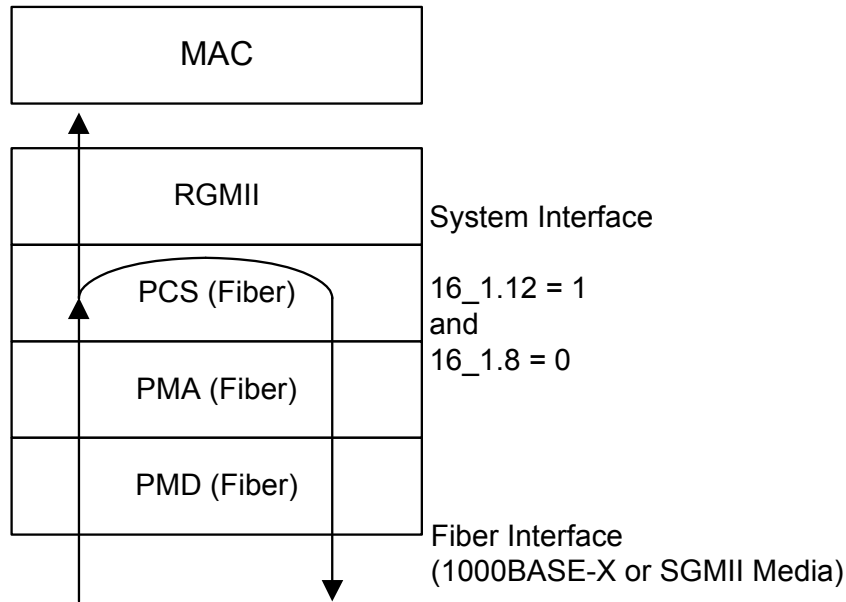 MAC
RGMII
System Interface
PCS (Fiber)
16_1.12 = 1
and
16_1.8 = 0
PMA (Fiber)
PMD (Fiber)
Fiber Interface
(1000BASE-X or SGMII Media)